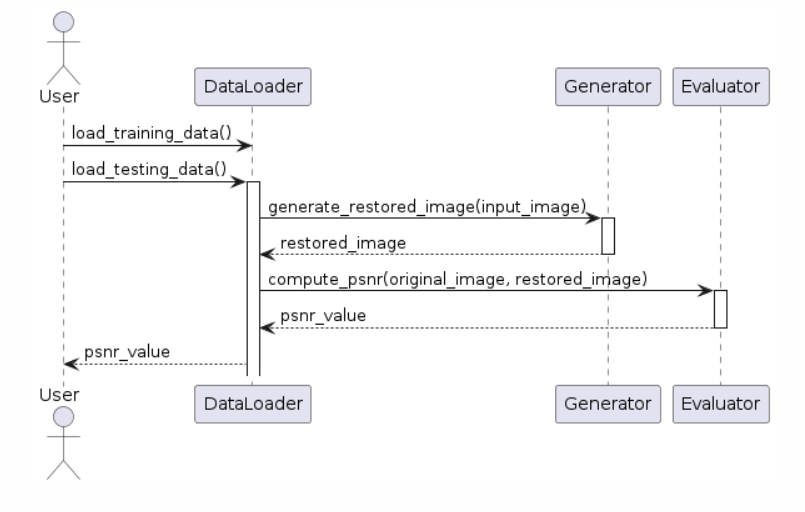 User
DataLoader
Generator
Evaluator
load_training_data()
load_testing_data()
generate_restored_image(input_image)
restored_image
compute_psnr(original_image, restored_image)
psnr_value
psnr_value
User
DataLoader
Generator
Evaluator